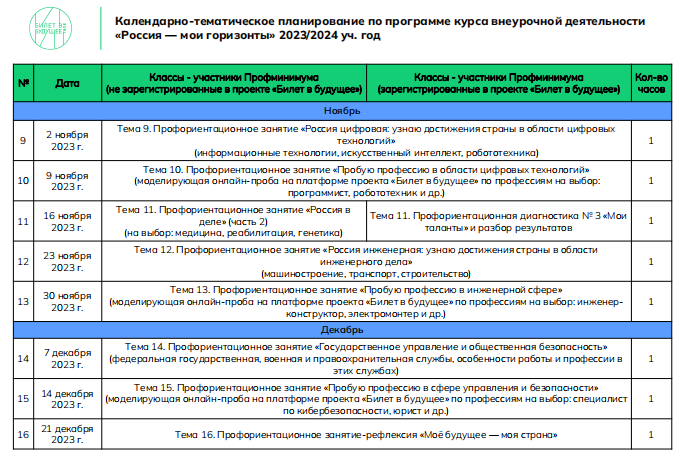 БИЛЕТ В
БУДУЩЕЕ
Календарно-тематическое планирование по программе курса внеурочной деятельности
«Россия — мои горизонты» 2023/2024 уч. год
№
Дата
Классы - участники Профминимума
(не зарегистрированные в проекте «Билет в будущее»)
Классы - участники Профминимума
(зарегистрированные в проекте «Билет в будущее»)
Кол-во
часов
Ноябрь
9
2 ноября
2023 г.
Тема 9. Профориентационное занятие «Россия цифровая: узнаю достижения страны в области цифровых
технологий»
(информационные технологии, искусственный интеллект, робототехника)
1
10
9 ноября
2023 г.
Тема 10. Профориентационное занятие «Пробую профессию в области цифровых технологий»
(моделирующая онлайн-проба на платформе проекта «Билет в будущее» по профессиям на выбор:
программист, робототехник и др.)
1
11
16 ноября
2023 г.
Тема 11. Профориентационное занятие «Россия в
деле» (часть 2)
(на выбор: медицина, реабилитация, генетика)
Тема 11. Профориентационная диагностика № 3 «Мои
таланты» и разбор результатов
1
12
23 ноября
2023 г.
Тема 12. Профориентационное занятие «Россия инженерная: узнаю достижения страны в области
инженерного дела»
(машиностроение, транспорт, строительство)
1
13
30 ноября
2023 г.
Тема 13. Профориентационное занятие «Пробую профессию в инженерной сфере»
(моделирующая онлайн-проба на платформе проекта «Билет в будущее» по профессиям на выбор: инженер-
конструктор, электромонтер и др.)
1
Декабрь
14
7 декабря
2023 г.
Тема 14. Профориентационное занятие «Государственное управление и общественная безопасность»
(федеральная государственная, военная и правоохранительная службы, особенности работы и профессии в
этих службах)
1
15
14 декабря
2023 г.
Тема 15. Профориентационное занятие «Пробую профессию в сфере управления и безопасности»
(моделирующая онлайн-проба на платформе проекта «Билет в будущее» по профессиям на выбор: специалист
по кибербезопасности, юрист и др.)
1
16
21 декабря
2023 г.
Тема 16. Профориентационное занятие-рефлексия «Моё будущее — моя страна»
1